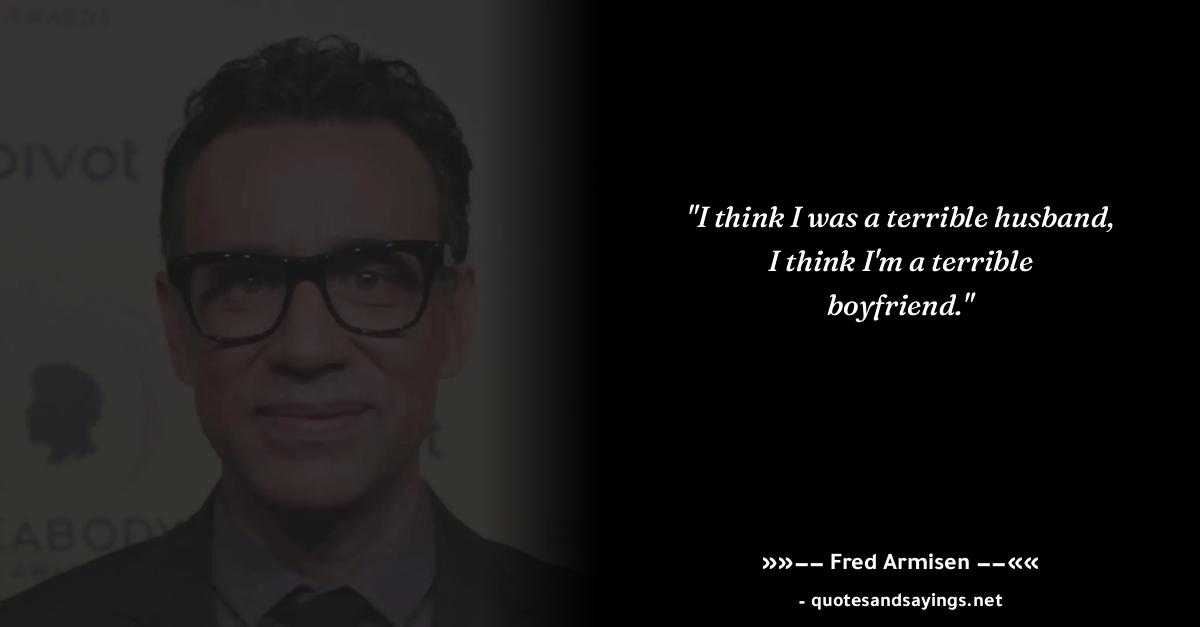 AWARDS
pivot
EABODY
"I think I was a terrible husband,
I think I'm a terrible
boyfriend."
»»−− Fred Armisen −−««
- quotesandsayings.net